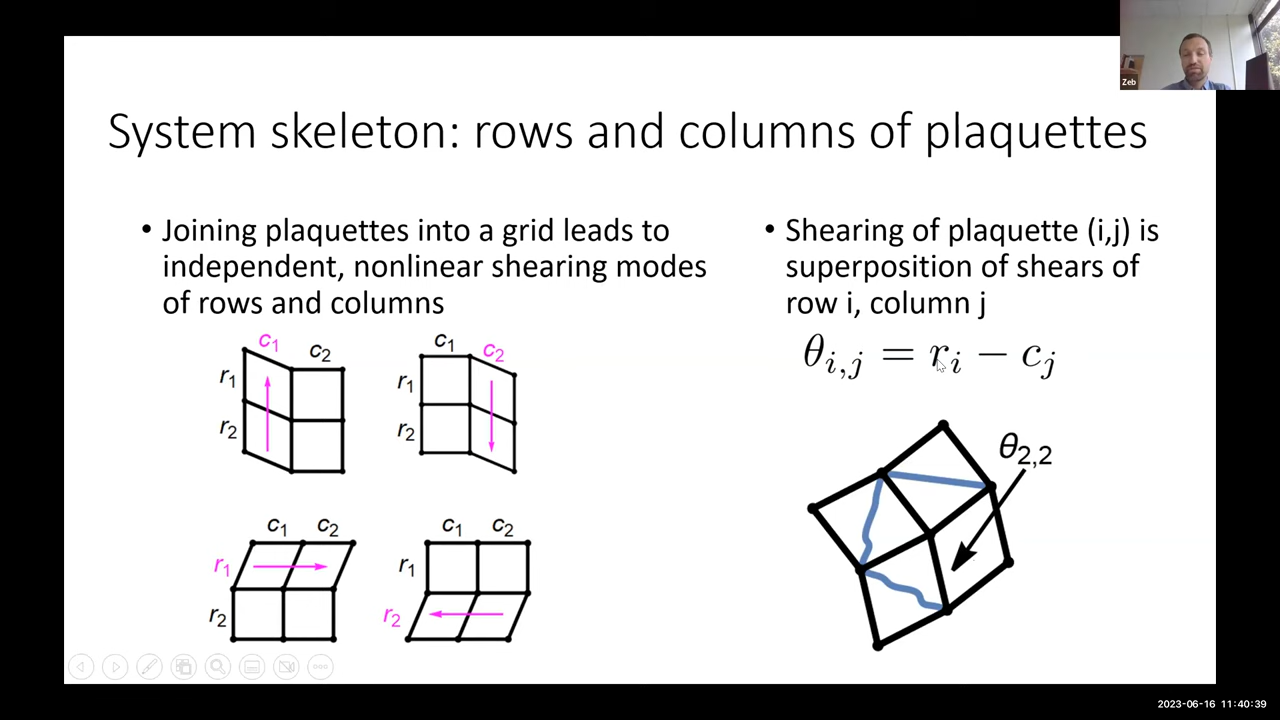 Zeb
System skeleton: rows and columns of plaquettes
• Joining plaquettes into a grid leads to
independent, nonlinear shearing modes
of rows and columns
• Shearing of plaquette (i,j) is
superposition of shears of
row i, column j
θi,j = ri − cj
c1 c2
r1
r2
c1 c2
r1
r2
c1 c2
r1
r2
c1 c2
r1
r2
θ2,2
2023-06-16 11:40:39